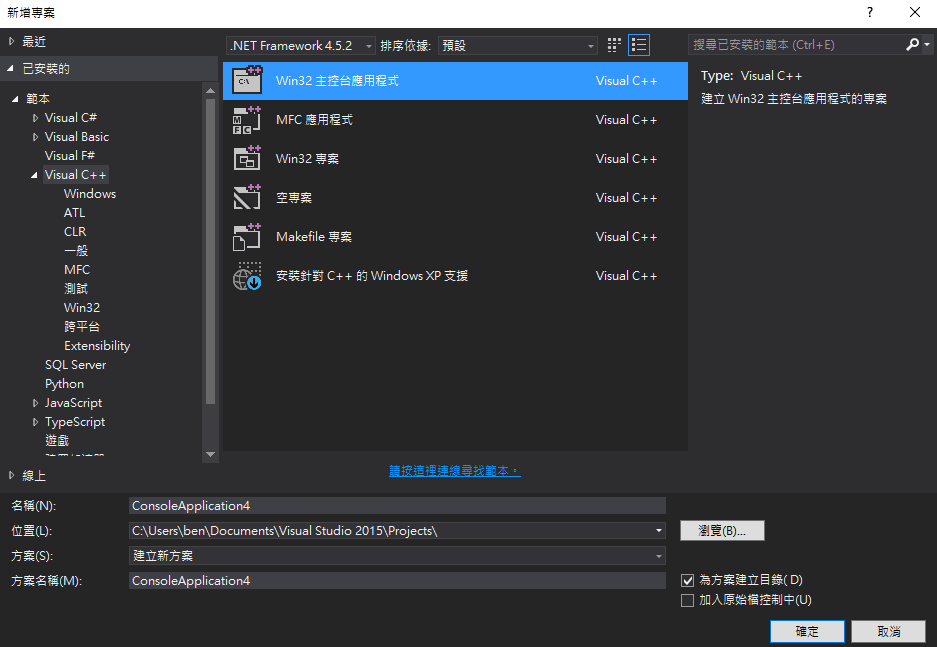 新增專案
?
最近
.NET Framework 4.5.2
排序依據:
預設
搜尋已安裝的範本 (Ctrl+E)
已安裝的
範本
Visual C#
Visual Basic
Visual F#
Visual C++
Windows
ATL
CLR
一般
MFC
測試
Win32
跨平台
Extensibility
SQL Server
Python
JavaScript
TypeScript
遊戲
線上
C:\
Win32 主控台應用程式 Visual C++
MFC 應用程式 Visual C++
Win32 專案 Visual C++
空專案 Visual C++
Makefile 專案 Visual C++
安裝針對 C++ 的 Windows XP 支援 Visual C++
請按這裡連線尋找範本。
Type: Visual C++
建立 Win32 主控台應用程式的專案
名稱(N): ConsoleApplication4
位置(L): C:\Users\ben\Documents\Visual Studio 2015\Projects\ 瀏覽(B)...
方案(S): 建立新方案
方案名稱(M): ConsoleApplication4
為方案建立目錄( D)
加入原始檔控制中(U)
確定 取消